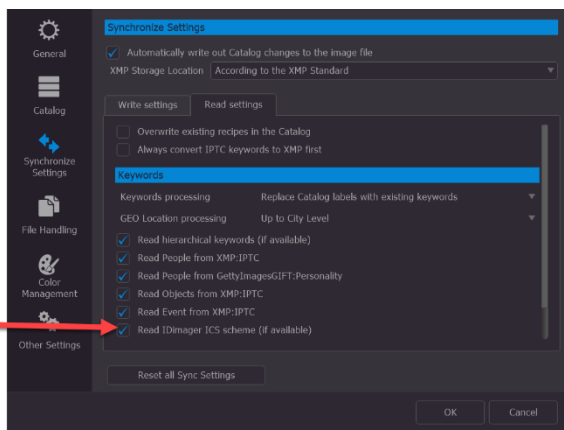 General
Catalog
Synchronize
Settings
File Handling
Color
Management
Other Settings
Synchronize Settings
Automatically write out Catalog changes to the image file
XMP Storage Location According to the XMP Standard
Write settings Read settings
Overwrite existing recipes in the Catalog
Always convert IPTC keywords to XMP first
Keywords
Keywords processing Replace Catalog labels with existing keywords
GEO Location processing Up to City Level
Read hierarchical keywords (if available)
Read People from XMP:IPTC
Read People from GettyImagesGIFT:Personality
Read Objects from XMP:IPTC
Read Event from XMP:IPTC
Read IDimager ICS scheme (if available)
Reset all Sync Settings
OK Cancel